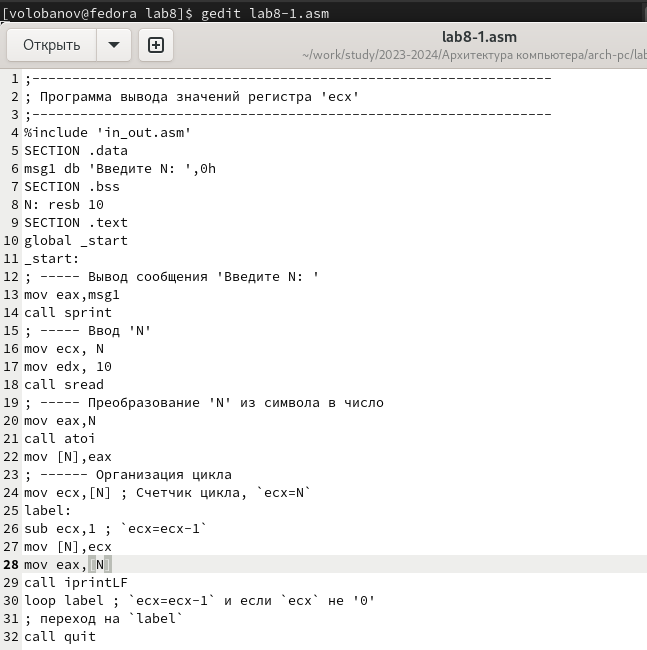 [volobanov@fedora lab8]$ gedit lab8-1.asm
Открыть
lab8-1.asm
~/work/study/2023-2024/Архитектура компьютера/arch-pc/lab
1 ;-----------------------------------------------------------------
2 ; Программа вывода значений регистра 'ecx'
3 ;-----------------------------------------------------------------
4 %include 'in_out.asm'
5 SECTION .data
6 msg1 db 'Введите N: ',0h
7 SECTION .bss
8 N: resb 10
9 SECTION .text
10 global _start
11 _start:
12 ; ----- Вывод сообщения 'Введите N: '
13 mov eax,msg1
14 call sprint
15 ; ----- Ввод 'N'
16 mov ecx, N
17 mov edx, 10
18 call sread
19 ; ----- Преобразование 'N' из символа в число
20 mov eax,N
21 call atoi
22 mov [N],eax
23 ; ------ Организация цикла
24 mov ecx,[N] ; Счетчик цикла, `ecx=N`
25 label:
26 sub ecx,1 ; `ecx=ecx-1`
27 mov [N],ecx
28 mov eax,[N]
29 call iprintLF
30 loop label ; `ecx=ecx-1` и если `ecx` не '0'
31 ; переход на `label`
32 call quit